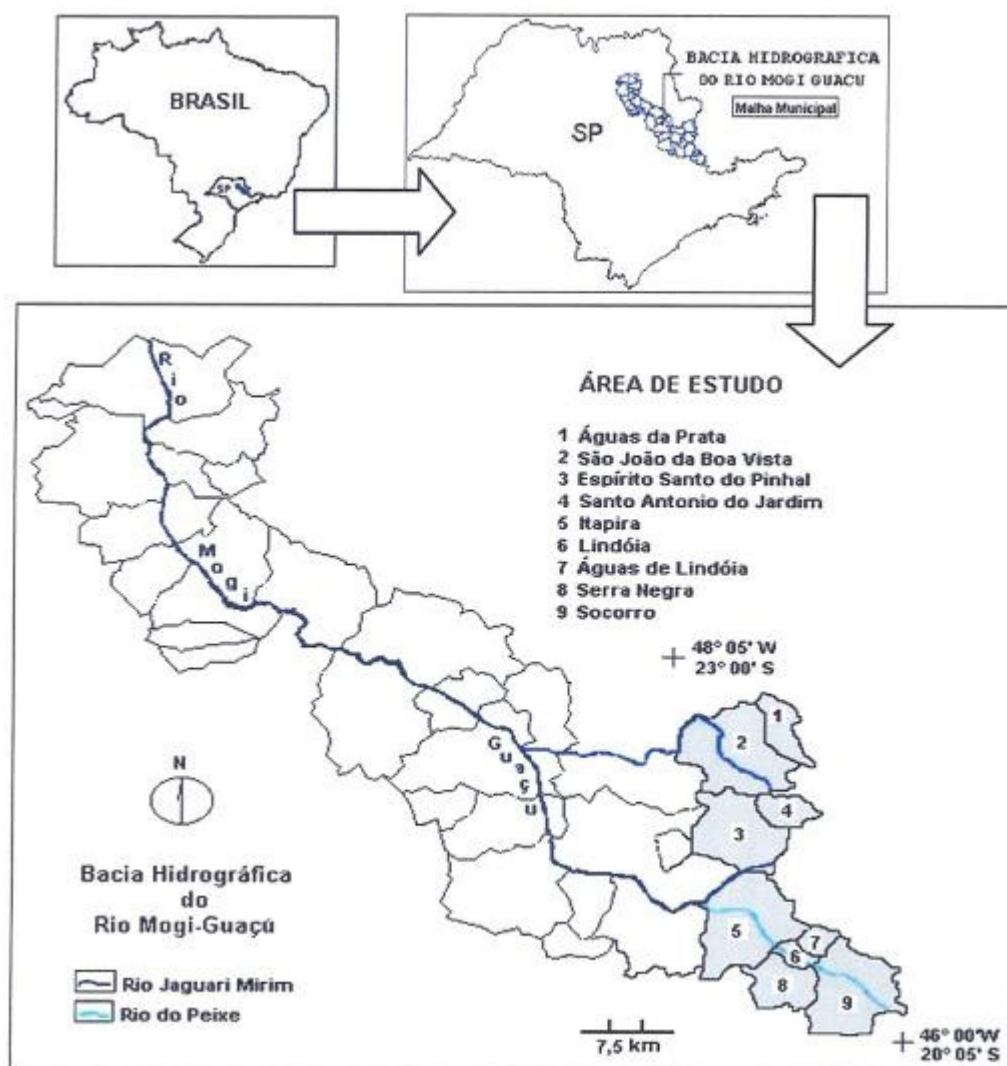 BRASIL
SP
BACIA HIDROGRAFICA
DO RIO MOGI GUACU
Malha Municipal
SP
Rio
Mogi
Guaçu
ÁREA DE ESTUDO
1 Águas da Prata
2 São João da Boa Vista
3 Espírito Santo do Pinhal
4 Santo Antonio do Jardim
5 Itapira
6 Lindóia
7 Águas de Lindóia
8 Serra Negra
9 Socorro
48° 05' W
23° 00' S
1
2
4
3
5
7
6
8
9
N
Bacia Hidrográfica
do
Rio Mogi-Guaçú
Rio Jaguari Mirim
Rio do Peixe
7,5 km
46° 00'W
20° 05' S